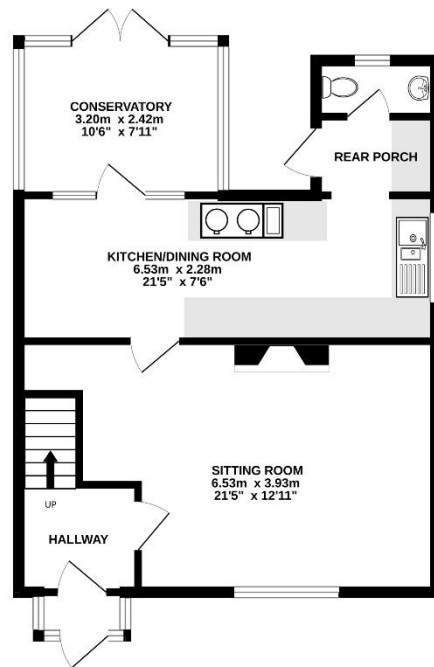 CONSERVATORY
3.20m x 2.42m
10'6" x 7'11"
REAR PORCH
KITCHEN/DINING ROOM
6.53m x 2.28m
21'5" x 7'6"
SITTING ROOM
6.53m x 3.93m
21'5" x 12'11"
UP
HALLWAY